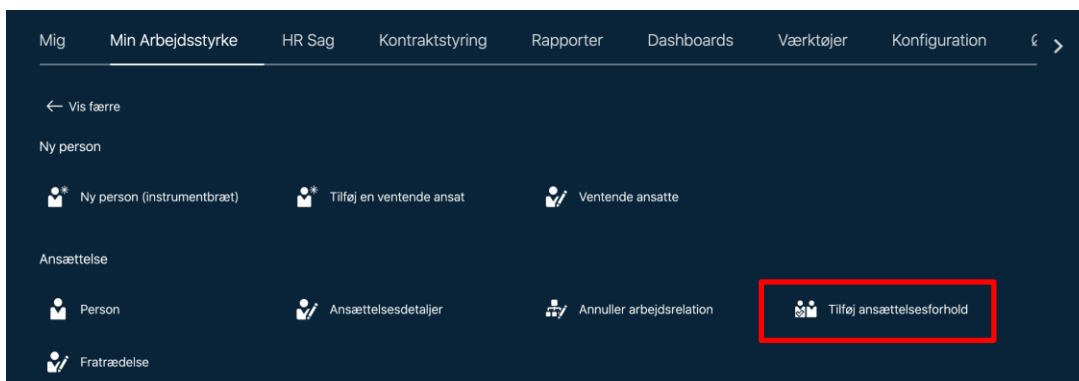 Mig Min Arbejdsstyrke HR Sag Kontraktstyring Rapporter Dashboards Værktøjer Konfiguration
Vis færre
Ny person
Ny person (instrumentbræt) Tilføj en ventende ansat Ventende ansatte
Ansættelse
Person Ansættelsesdetaljer Annuller arbejdsrelation Tilføj ansættelsesforhold
Fratrædelse